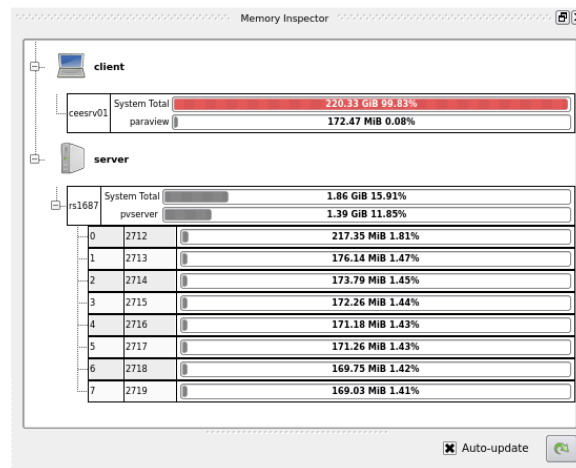 Memory Inspector
client
ceesrv01
System Total 220.33 GiB 99.83%
paraview 172.47 MiB 0.08%
server
rs1687
System Total 1.86 GiB 15.91%
pvserver 1.39 GiB 11.85%
0 2712 217.35 MiB 1.81%
1 2713 176.14 MiB 1.47%
2 2714 173.79 MiB 1.45%
3 2715 172.26 MiB 1.44%
4 2716 171.18 MiB 1.43%
5 2717 171.26 MiB 1.43%
6 2718 169.75 MiB 1.42%
7 2719 169.03 MiB 1.41%
Auto-update